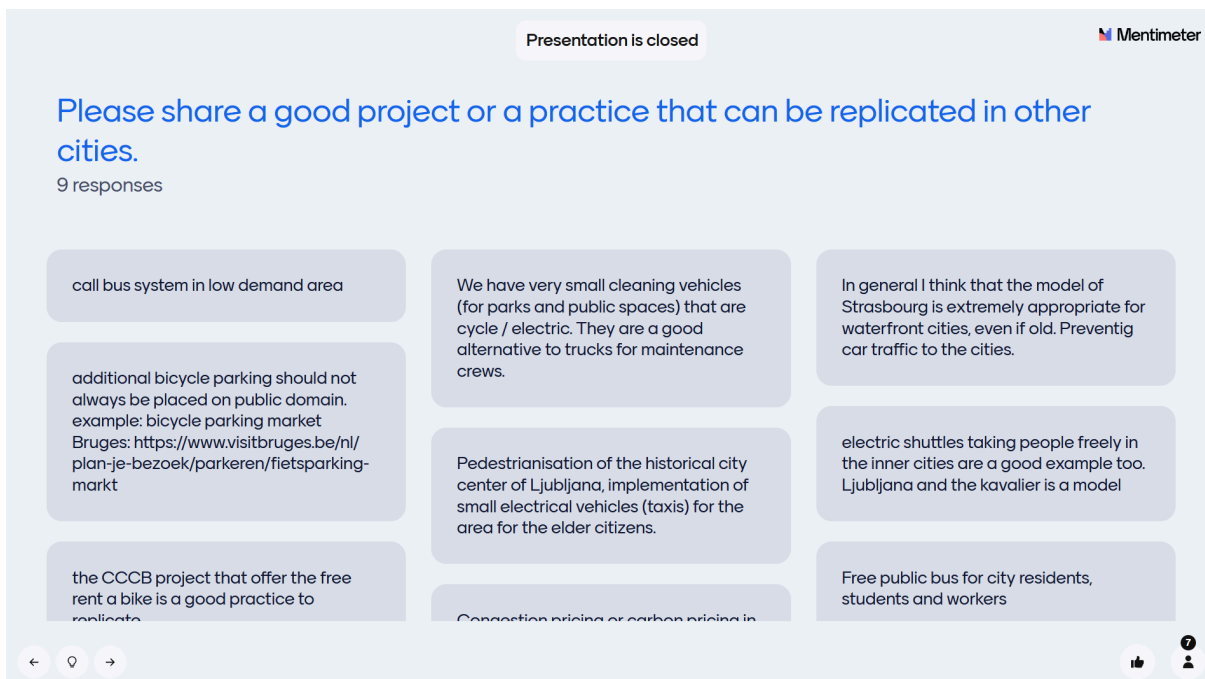 Presentation is closed
Mentimeter
Please share a good project or a practice that can be replicated in other
cities.
9 responses
call bus system in low demand area
additional bicycle parking should not
always be placed on public domain.
example: bicycle parking market
Bruges: https://www.visitbruges.be/nl/
plan-je-bezoek/parkeren/fietsparking-
markt
the CCCB project that offer the free
rent a bike is a good practice to
replicate
We have very small cleaning vehicles
(for parks and public spaces) that are
cycle / electric. They are a good
alternative to trucks for maintenance
crews.
Pedestrianisation of the historical city
center of Ljubljana, implementation of
small electrical vehicles (taxis) for the
area for the elder citizens.
Congestion pricing or carbon pricing in
In general I think that the model of
Strasbourg is extremely appropriate for
waterfront cities, even if old. Preventig
car traffic to the cities.
electric shuttles taking people freely in
the inner cities are a good example too.
Ljubljana and the kavalier is a model
Free public bus for city residents,
students and workers
7